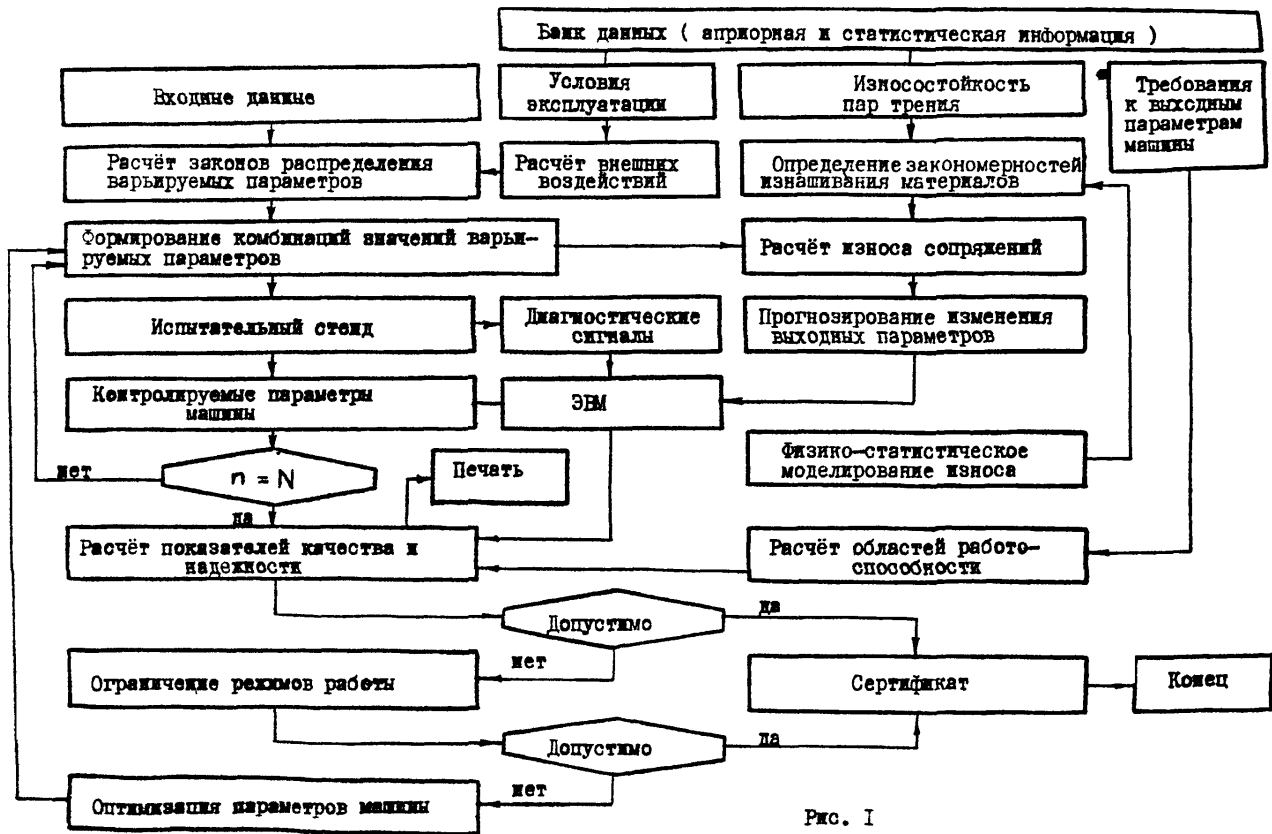 Банк данных ( априорная и статистическая информация )
Входные данные
Условия
эксплуатации
Износостойкость
пар трения
Требования
к выходным
параметрам
машины
Расчёт законов распределения
варьируемых параметров
Расчёт внешних
воздействий
Определение закономерностей
изнашивания материалов
Формирование комбинаций значений варьи-
руемых параметров
Расчёт износа сопряжений
Испытательный стенд
Диагностические
сигналы
Прогнозирование изменения
выходных параметров
Контролируемые параметры
машины
ЭВМ
Физико-статистическое
моделирование износа
нет
n = N
Печать
да
Расчёт показателей качества и
надежности
Расчёт областей работо-
способности
Допустимо
да
нет
Ограничение режимов работы
Сертификат
Конец
Допустимо
да
нет
Оптимизация параметров машины
Рис. I